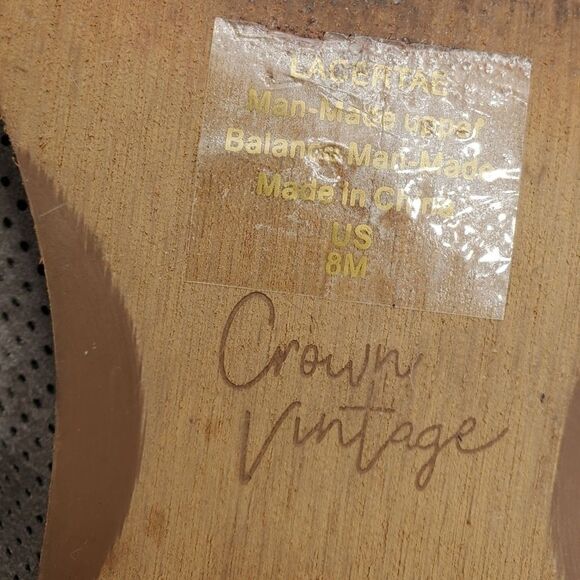 LACERTAE
Man-Made upper
Balance Man-Made
Made in China
US
8M
Crown
Vintage